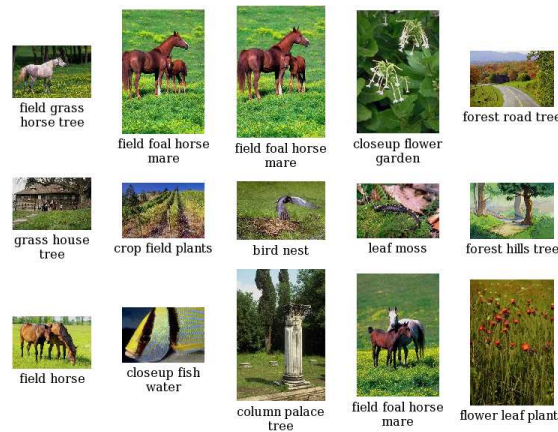 field grass
horse tree
field foal horse
mare
field foal horse
mare
closeup flower
garden
forest road tree
grass house
tree
crop field plants
bird nest
leaf moss
forest hills tree
field horse
closeup fish
water
column palace
tree
field foal horse
mare
flower leaf plant